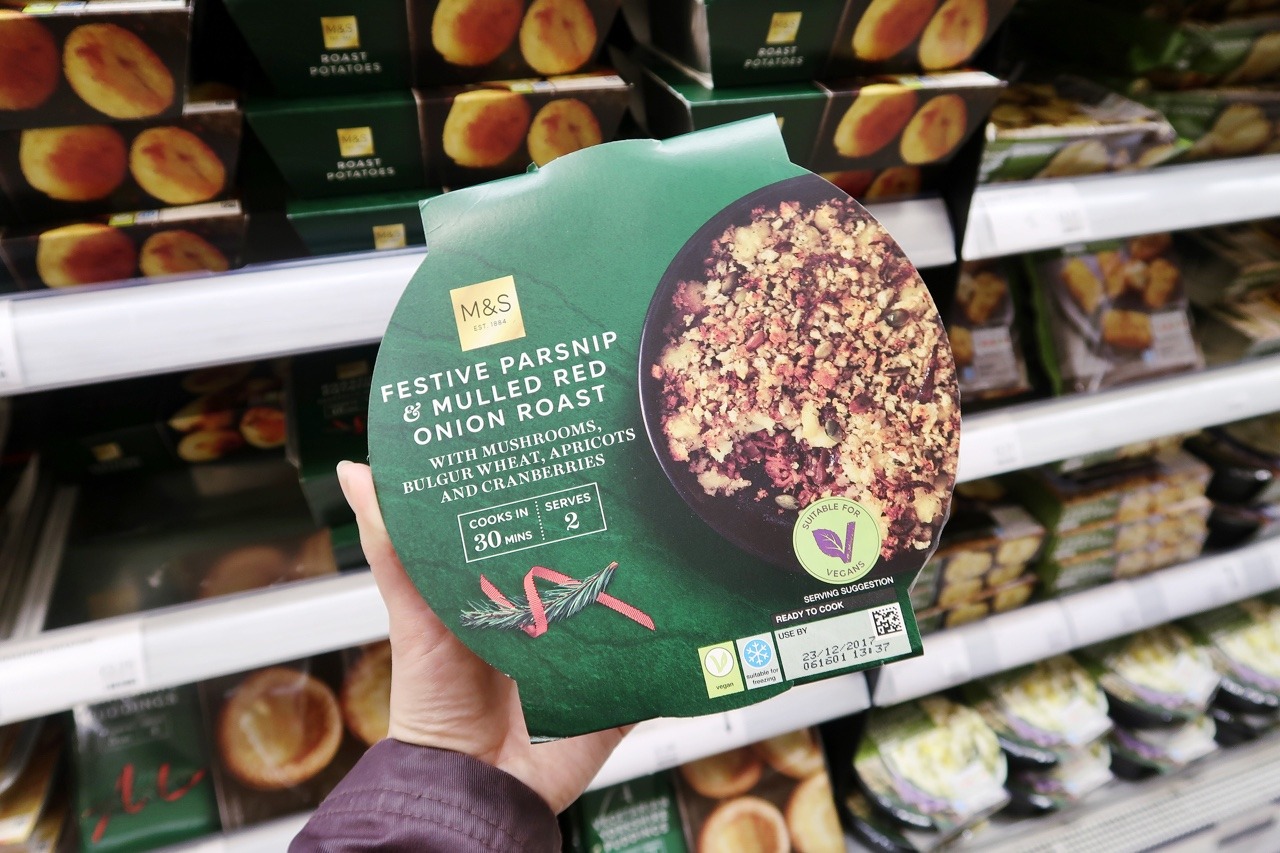 M&S
ROAST
POTATOES
M&S
ROAST
POTATOES
M&S
ROAST
POTATOES
M&S
EST. 1884
FESTIVE PARSNIP
& MULLED RED
ONION ROAST
WITH MUSHROOMS,
BULGUR WHEAT, APRICOTS
AND CRANBERRIES
COOKS IN
30 MINS
SERVES
2
SUITABLE FOR
VEGANS
SERVING SUGGESTION
READY TO COOK
USE BY
23/12/2017
061601 13:37
vegan
suitable for
freezing
PUDDINGS